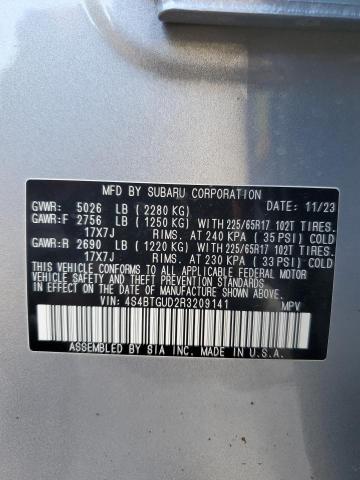 MFD BY SUBARU CORPORATION
GVWR: 5026 LB (2280 KG) DATE: 11/23
GAWR:F 2756 LB (1250 KG) WITH 225/65R17 102T TIRES.
17X7J RIMS. AT 240 KPA (35 PSI) COLD
GAWR:R 2690 LB (1220 KG) WITH 225/65R17 102T TIRES.
17X7J RIMS. AT 230 KPA (33 PSI) COLD
THIS VEHICLE CONFORMS TO ALL APPLICABLE FEDERAL MOTOR
VEHICLE SAFETY AND THEFT PREVENTION STANDARDS
IN EFFECT ON THE DATE OF MANUFACTURE SHOWN ABOVE.
VIN: 4S4BTGUD2R3209141 MPV
ASSEMBLED BY SIA INC. MADE IN U.S.A.